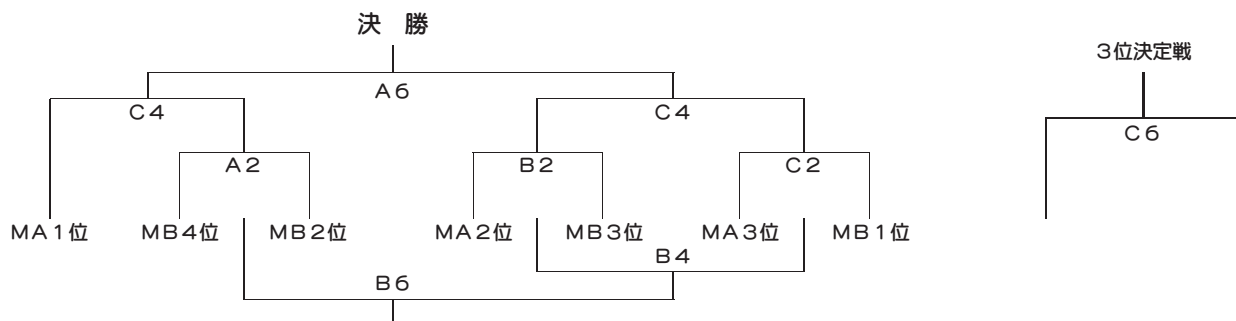 決 勝
3位決定戦
A6
C4
C4
C6
A2
B2
C2
MA1位
MB4位
MB2位
MA2位
MB3位
MA3位
MB1位
B4
B6